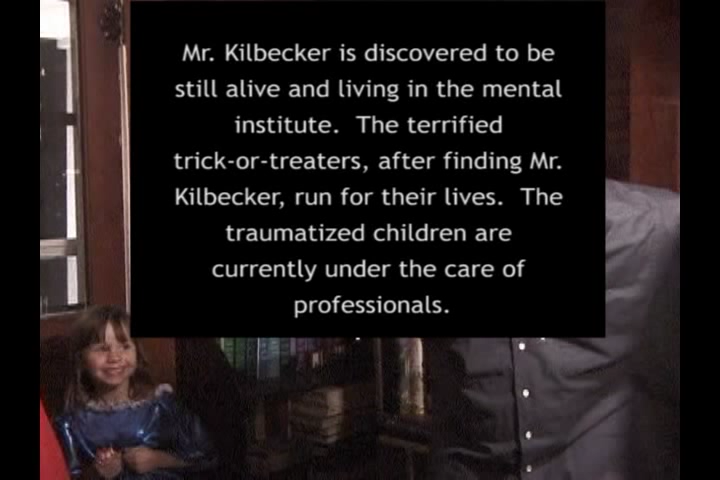 Mr. Kilbecker is discovered to be
still alive and living in the mental
institute. The terrified
trick-or-treaters, after finding Mr.
Kilbecker, run for their lives. The
traumatized children are
currently under the care of
professionals.